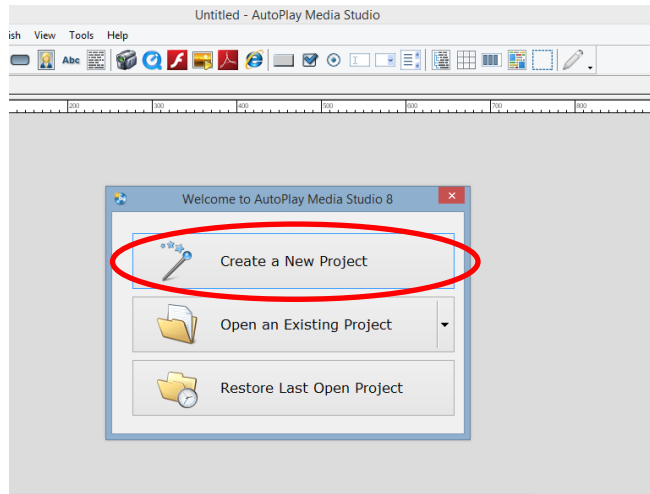 Untitled - AutoPlay Media Studio
ish View Tools Help
Abc
200 300 400 500 600 700 800
Welcome to AutoPlay Media Studio 8
Create a New Project
Open an Existing Project
Restore Last Open Project